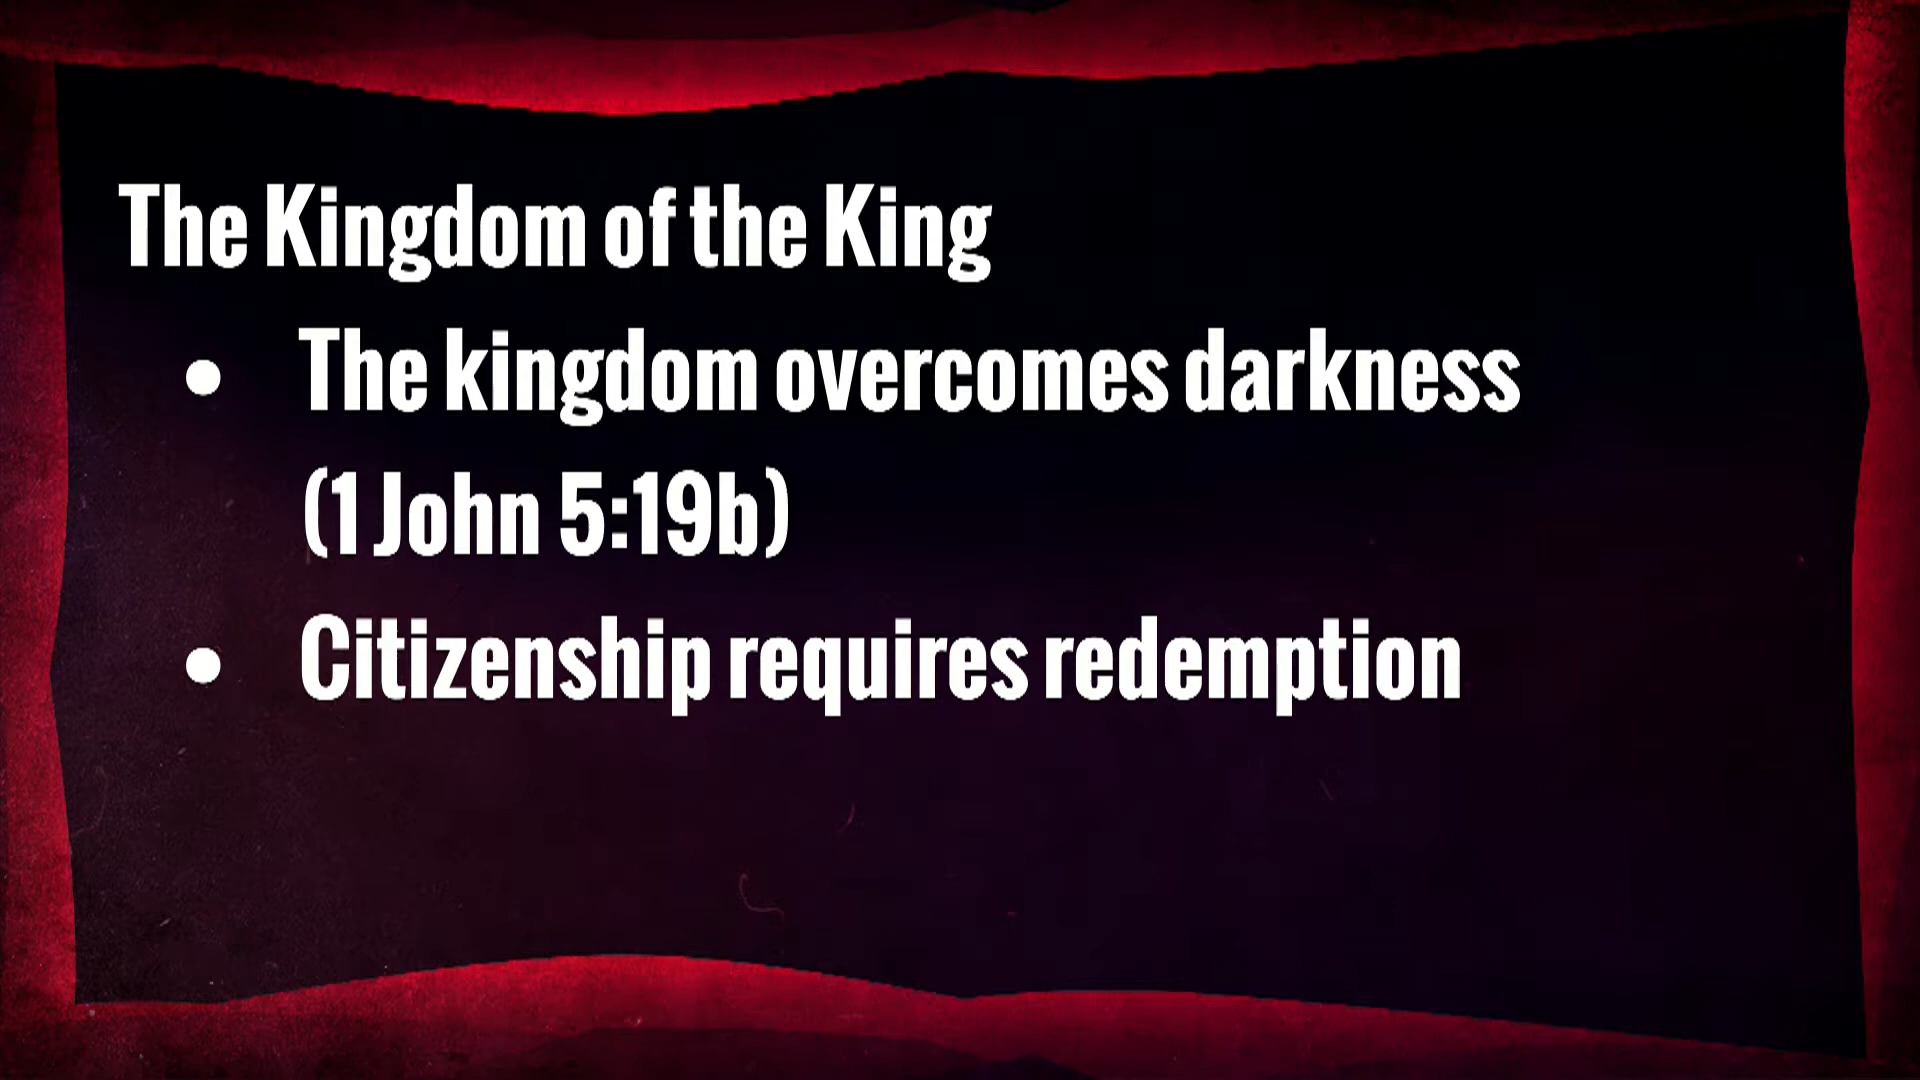 The Kingdom of the King
• The kingdom overcomes darkness
(1 John 5:19b)
• Citizenship requires redemption